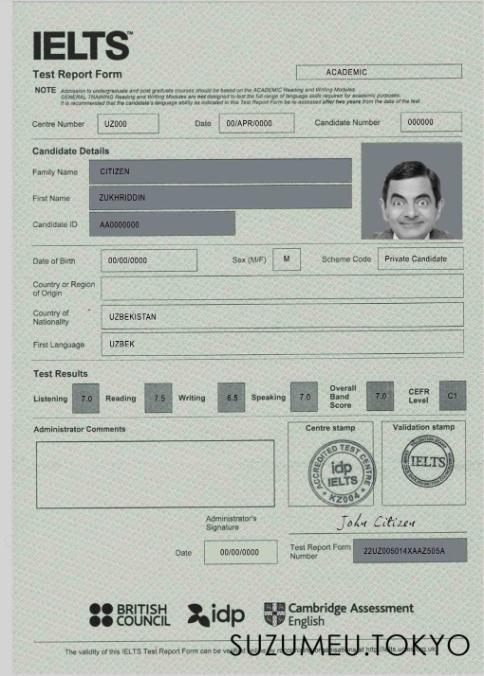 IELTS™
Test Report Form
ACADEMIC
NOTE Admission to undergraduate and post graduate courses should be based on the ACADEMIC Reading and Writing Modules.
GENERAL TRAINING Reading and Writing Modules are not designed to test the full range of language skills required for academic purposes.
It is recommended that the candidate's language ability as indicated in this Test Report Form be re-assessed after two years from the date of the test.
Centre Number UZ000 Date 00/APR/0000 Candidate Number 000000
Candidate Details
Family Name CITIZEN
First Name ZUKHRIDDIN
Candidate ID AA0000000
Date of Birth 00/00/0000 Sex (M/F) M Scheme Code Private Candidate
Country or Region
of Origin
Country of
Nationality UZBEKISTAN
First Language UZBEK
Test Results
Listening 7.0 Reading 7.5 Writing 6.5 Speaking 7.0 Overall Band Score 7.0 CEFR Level C1
Administrator Comments
Centre stamp
Validation stamp
ACCREDITED TEST CENTRE
idp
IELTS
KZ004
IELTS
Administrator's
Signature
John Citizen
Date 00/00/0000
Test Report Form
Number 22UZ005014XAAZ505A
BRITISH
COUNCIL
idp
Cambridge Assessment
English
The validity of this IELTS Test Report Form can be
SUZUMEU.TOKYO